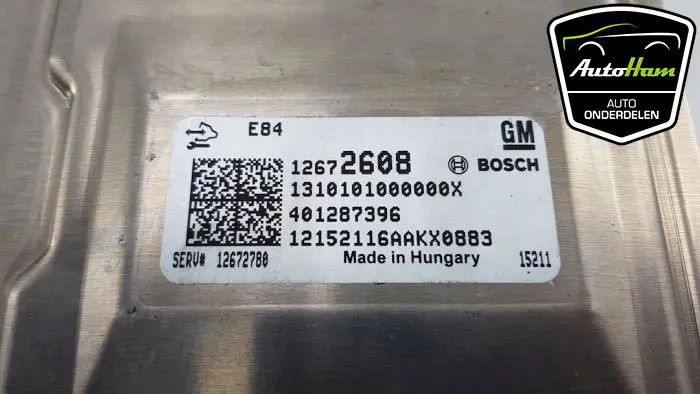 E84
GM
12672608
BOSCH
1310101000000X
401287396
12152116AAKX0883
SERV# 12672780
Made in Hungary
15211
AutoHam
AUTO
ONDERDELEN